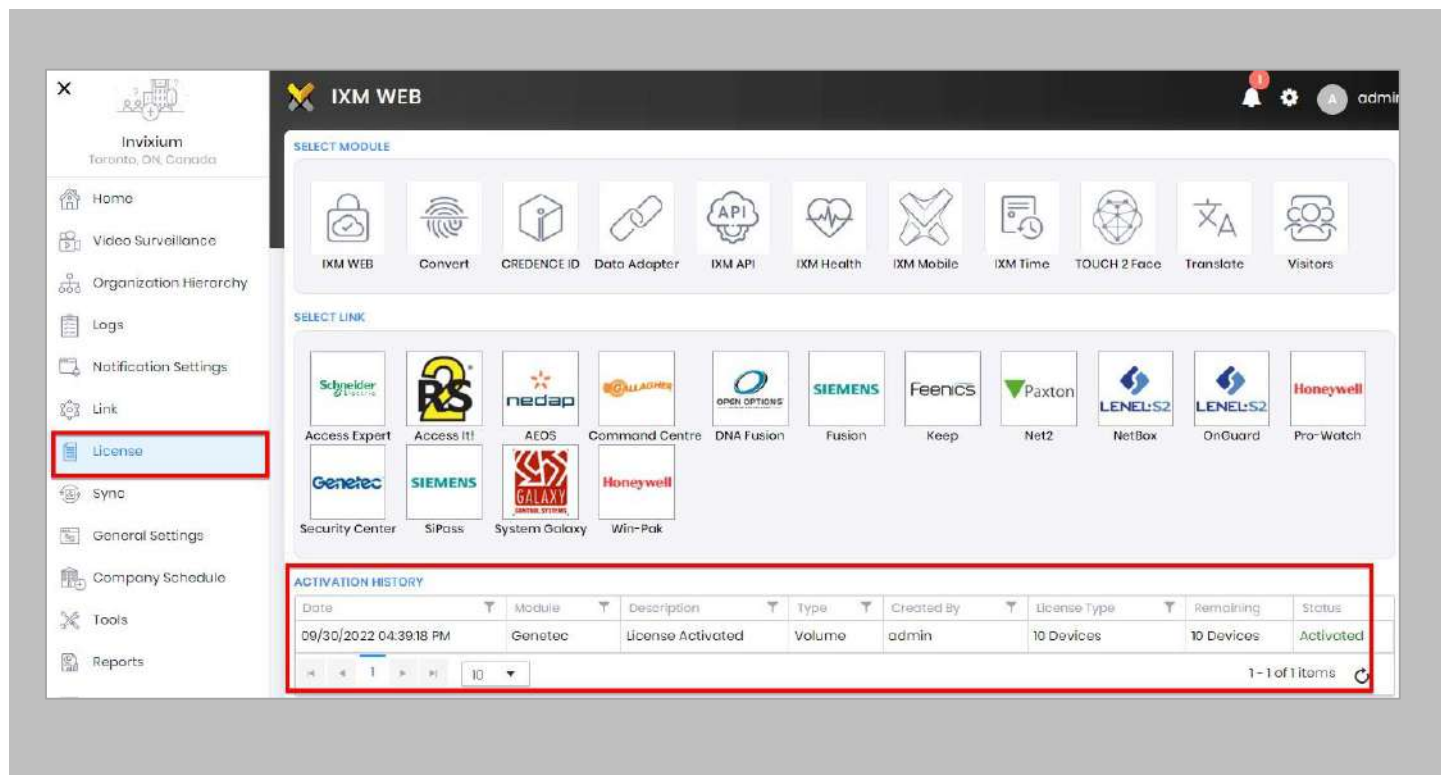 IXM WEB
1
A
admin
Invixium
Toronto, ON, Canada
Home
Video Surveillance
Organization Hierarchy
Logs
Notification Settings
Link
License
Sync
General Settings
Company Schedule
Tools
Reports
SELECT MODULE
API
IXM WEB Convert CREDENCE ID Data Adapter IXM API IXM Health IXM Mobile IXM Time TOUCH 2 Face Translate Visitors
SELECT LINK
Schneider Electric RS2 nedap GALLAGHER OPEN OPTIONS SIEMENS Feenics Paxton LENEL·S2 LENEL·S2 Honeywell
Access Expert Access It! AEOS Command Centre DNA Fusion Fusion Keep Net2 NetBox OnGuard Pro-Watch
Genetec SIEMENS GALAXY CONTROL SYSTEMS Honeywell
Security Center SiPass System Galaxy Win-Pak
ACTIVATION HISTORY
Date Module Description Type Created By License Type Remaining Status
09/30/2022 04:39:18 PM Genetec License Activated Volume admin 10 Devices 10 Devices Activated
1 10 1 - 1 of 1 items